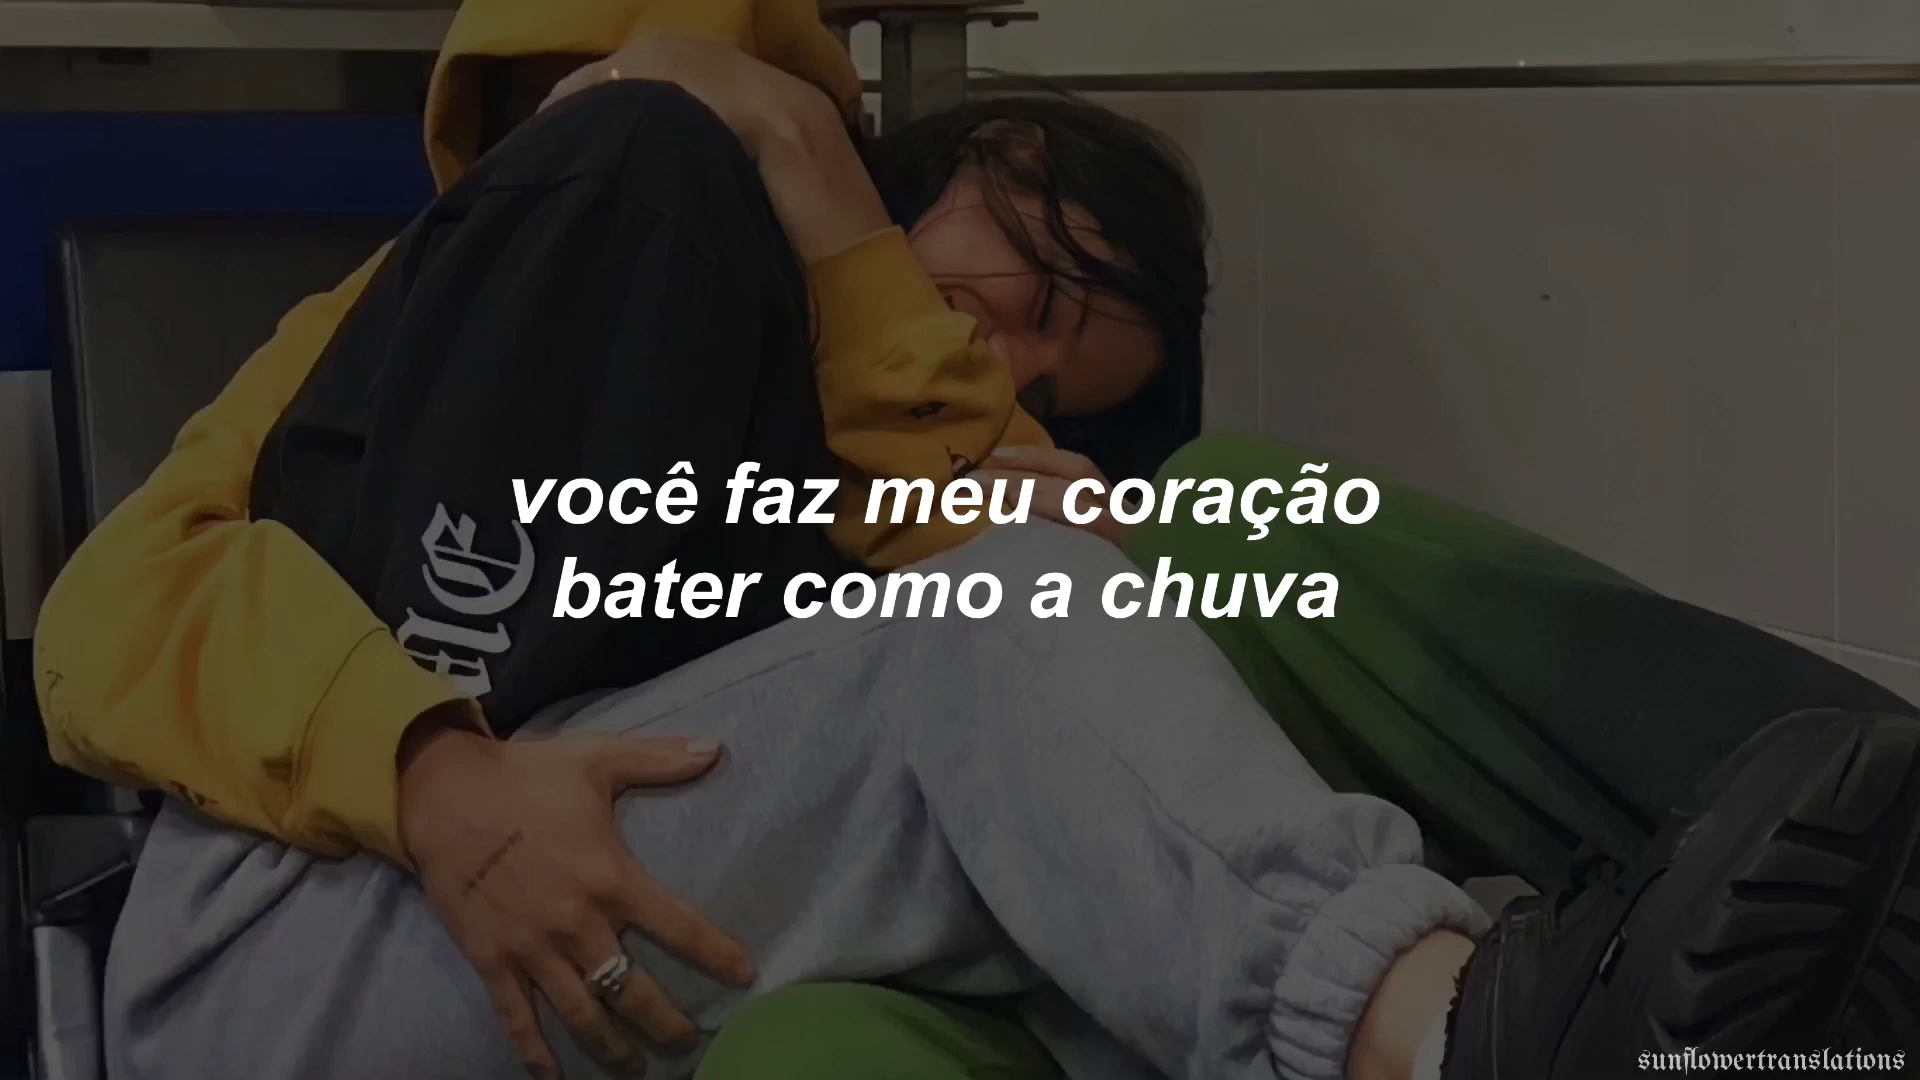 você faz meu coração
bater como a chuva
sunflowertranslations